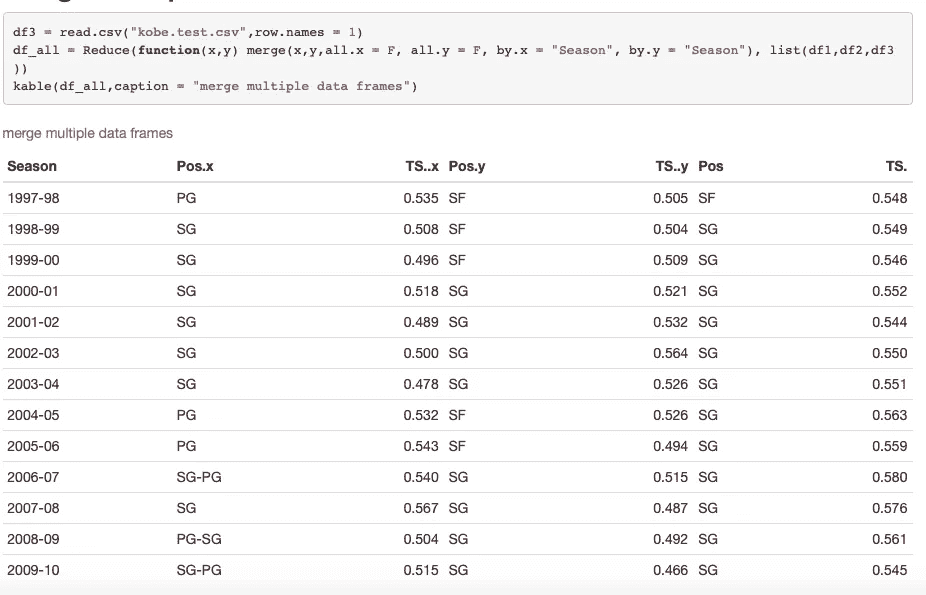 df3 = read.csv("kobe.test.csv",row.names = 1)
df_all = Reduce(function(x,y) merge(x,y,all.x = F, all.y = F, by.x = "Season", by.y = "Season"), list(df1,df2,df3
))
kable(df_all,caption = "merge multiple data frames")
merge multiple data frames
Season Pos.x TS..x Pos.y TS..y Pos TS.
1997-98 PG 0.535 SF 0.505 SF 0.548
1998-99 SG 0.508 SF 0.504 SG 0.549
1999-00 SG 0.496 SF 0.509 SG 0.546
2000-01 SG 0.518 SG 0.521 SG 0.552
2001-02 SG 0.489 SG 0.532 SG 0.544
2002-03 SG 0.500 SG 0.564 SG 0.550
2003-04 SG 0.478 SG 0.526 SG 0.551
2004-05 PG 0.532 SF 0.526 SG 0.563
2005-06 PG 0.543 SF 0.494 SG 0.559
2006-07 SG-PG 0.540 SG 0.515 SG 0.580
2007-08 SG 0.567 SG 0.487 SG 0.576
2008-09 PG-SG 0.504 SG 0.492 SG 0.561
2009-10 SG-PG 0.515 SG 0.466 SG 0.545